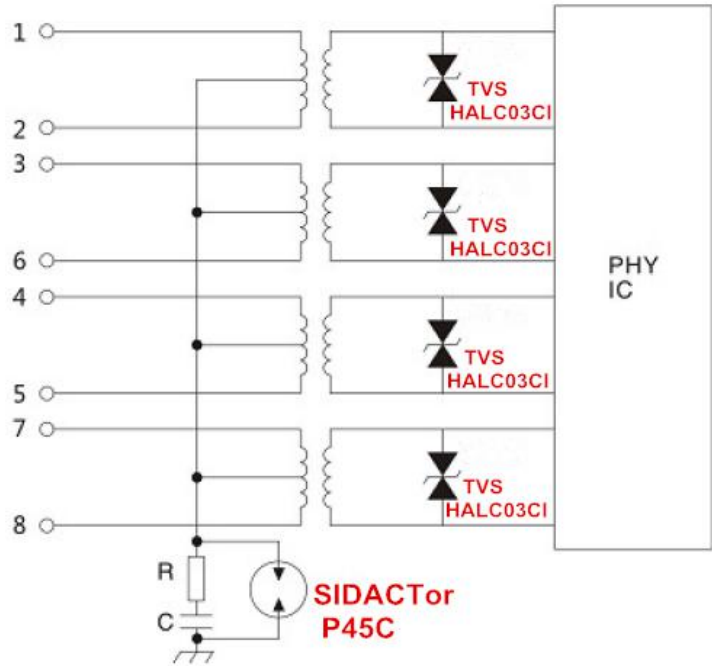 1
TVS
HALC03CI
2
3
TVS
HALC03CI
6
PHY
IC
4
TVS
HALC03CI
5
7
TVS
HALC03CI
8
R
SIDACTor
C
P45C